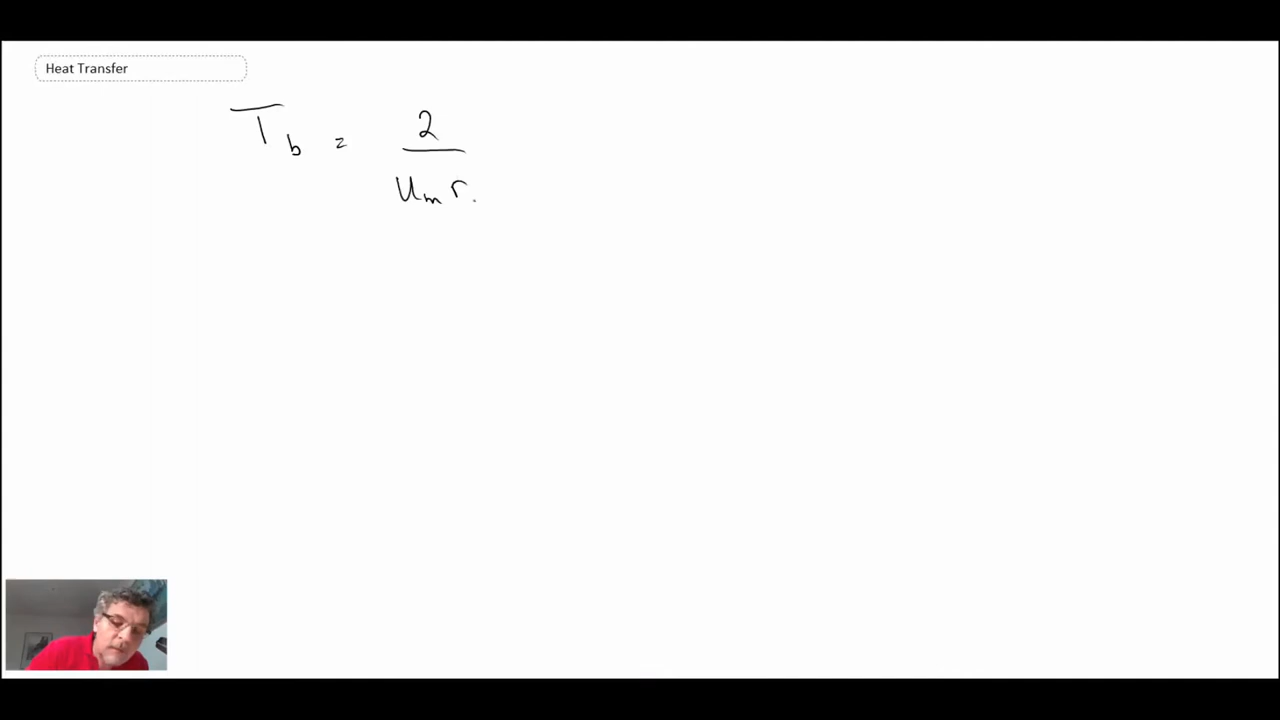 Heat Transfer
T_b = 2
u_m r